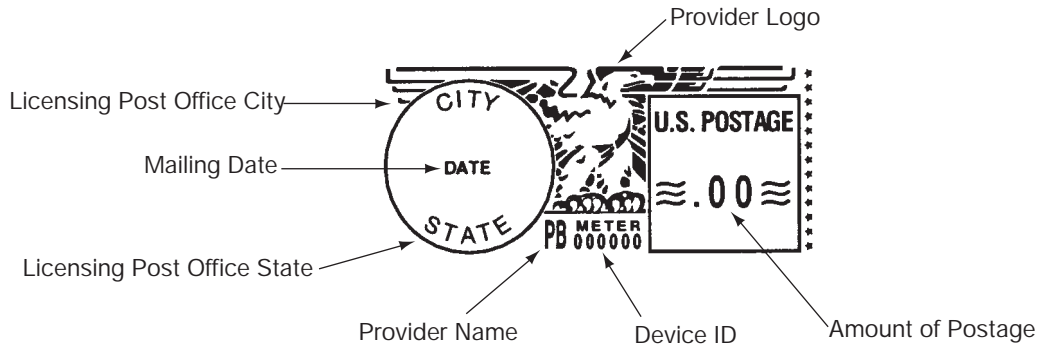 Provider Logo
Licensing Post Office City
CITY
U.S. POSTAGE
Mailing Date
DATE
.00
STATE
PB METER 000000
Licensing Post Office State
Provider Name
Device ID
Amount of Postage